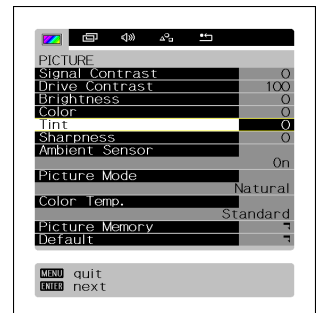 PICTURE
Signal Contrast 0
Drive Contrast 100
Brightness 0
Color 0
Tint 0
Sharpness 0
Ambient Sensor
On
Picture Mode
Natural
Color Temp.
Standard
Picture Memory
Default
MENU quit
ENTER next